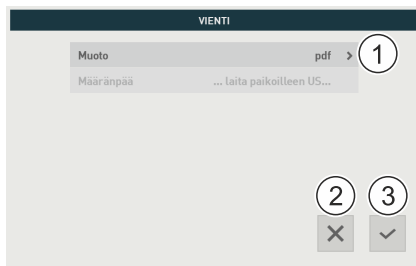 VIENTI
Muoto pdf >
Määränpää ... laita paikoilleen US...
1
2 3